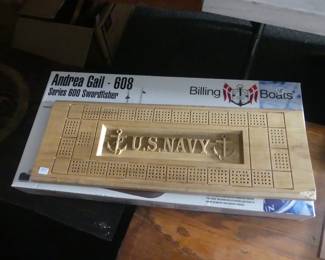 Andrea Gail - 608
Series 600 Swordfisher
Billing Boats
U.S. NAVY